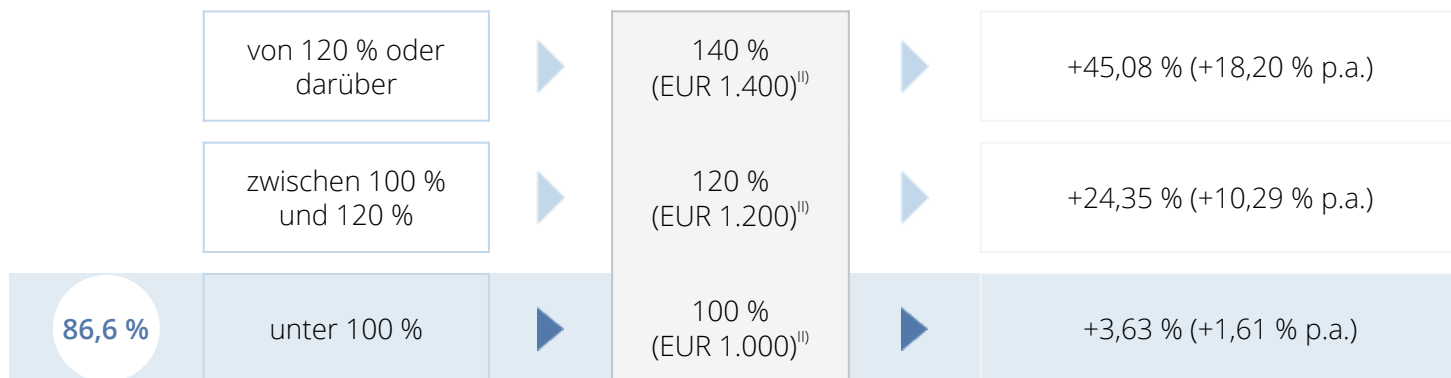 von 120 % oder
darüber
140 %
(EUR 1.400)II)
+45,08 % (+18,20 % p.a.)
zwischen 100 %
und 120 %
120 %
(EUR 1.200)II)
+24,35 % (+10,29 % p.a.)
86,6 %
unter 100 %
100 %
(EUR 1.000)II)
+3,63 % (+1,61 % p.a.)